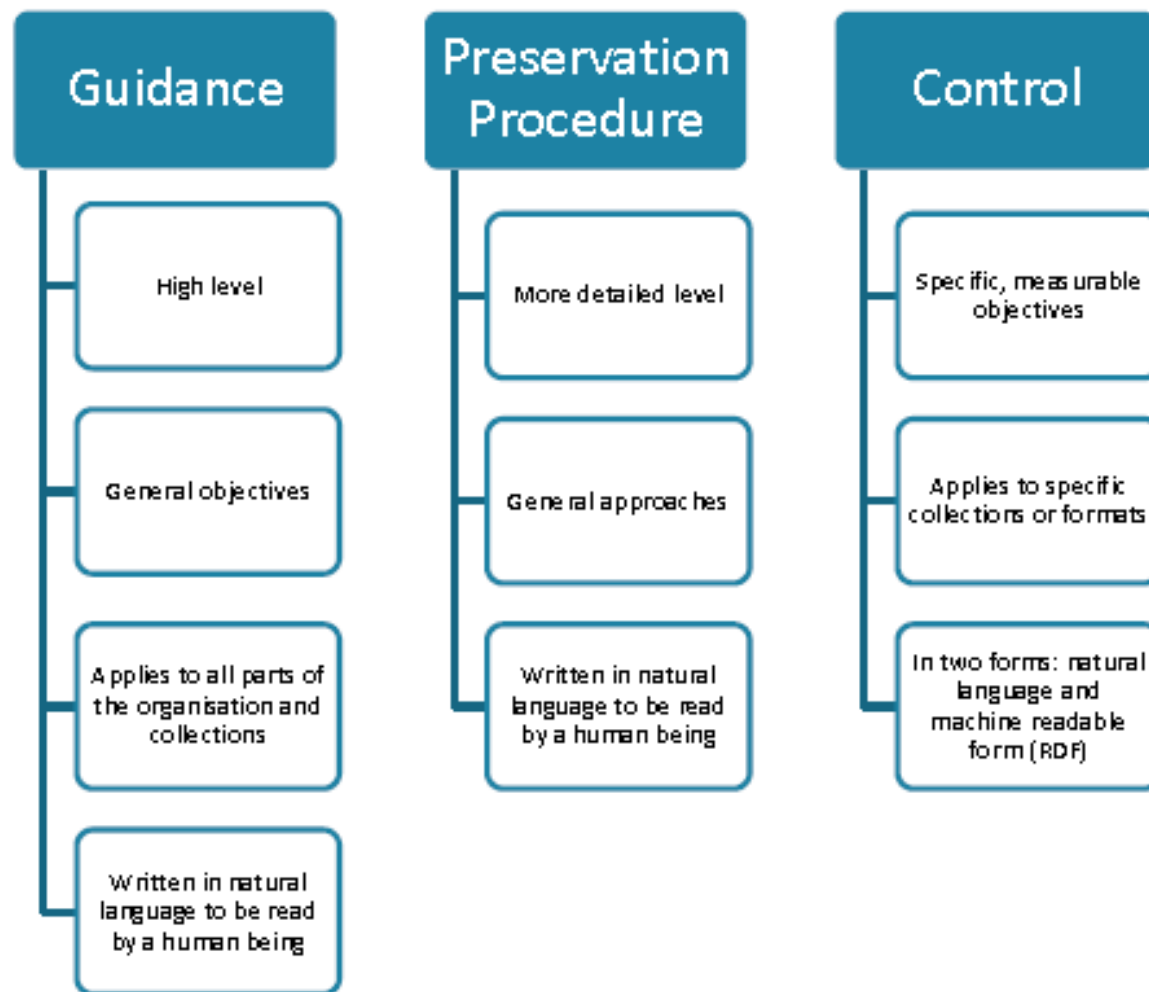 Guidance
High level
General objectives
Applies to all parts of
the organisation and
collections
Written in natural
language to be read
by a human being
Preservation
Procedure
More detailed level
General approaches
Written in natural
language to be read
by a human being
Control
Specific, measurable
objectives
Applies to specific
collections or formats
In two forms: natural
language and
machine readable
form (RDF)